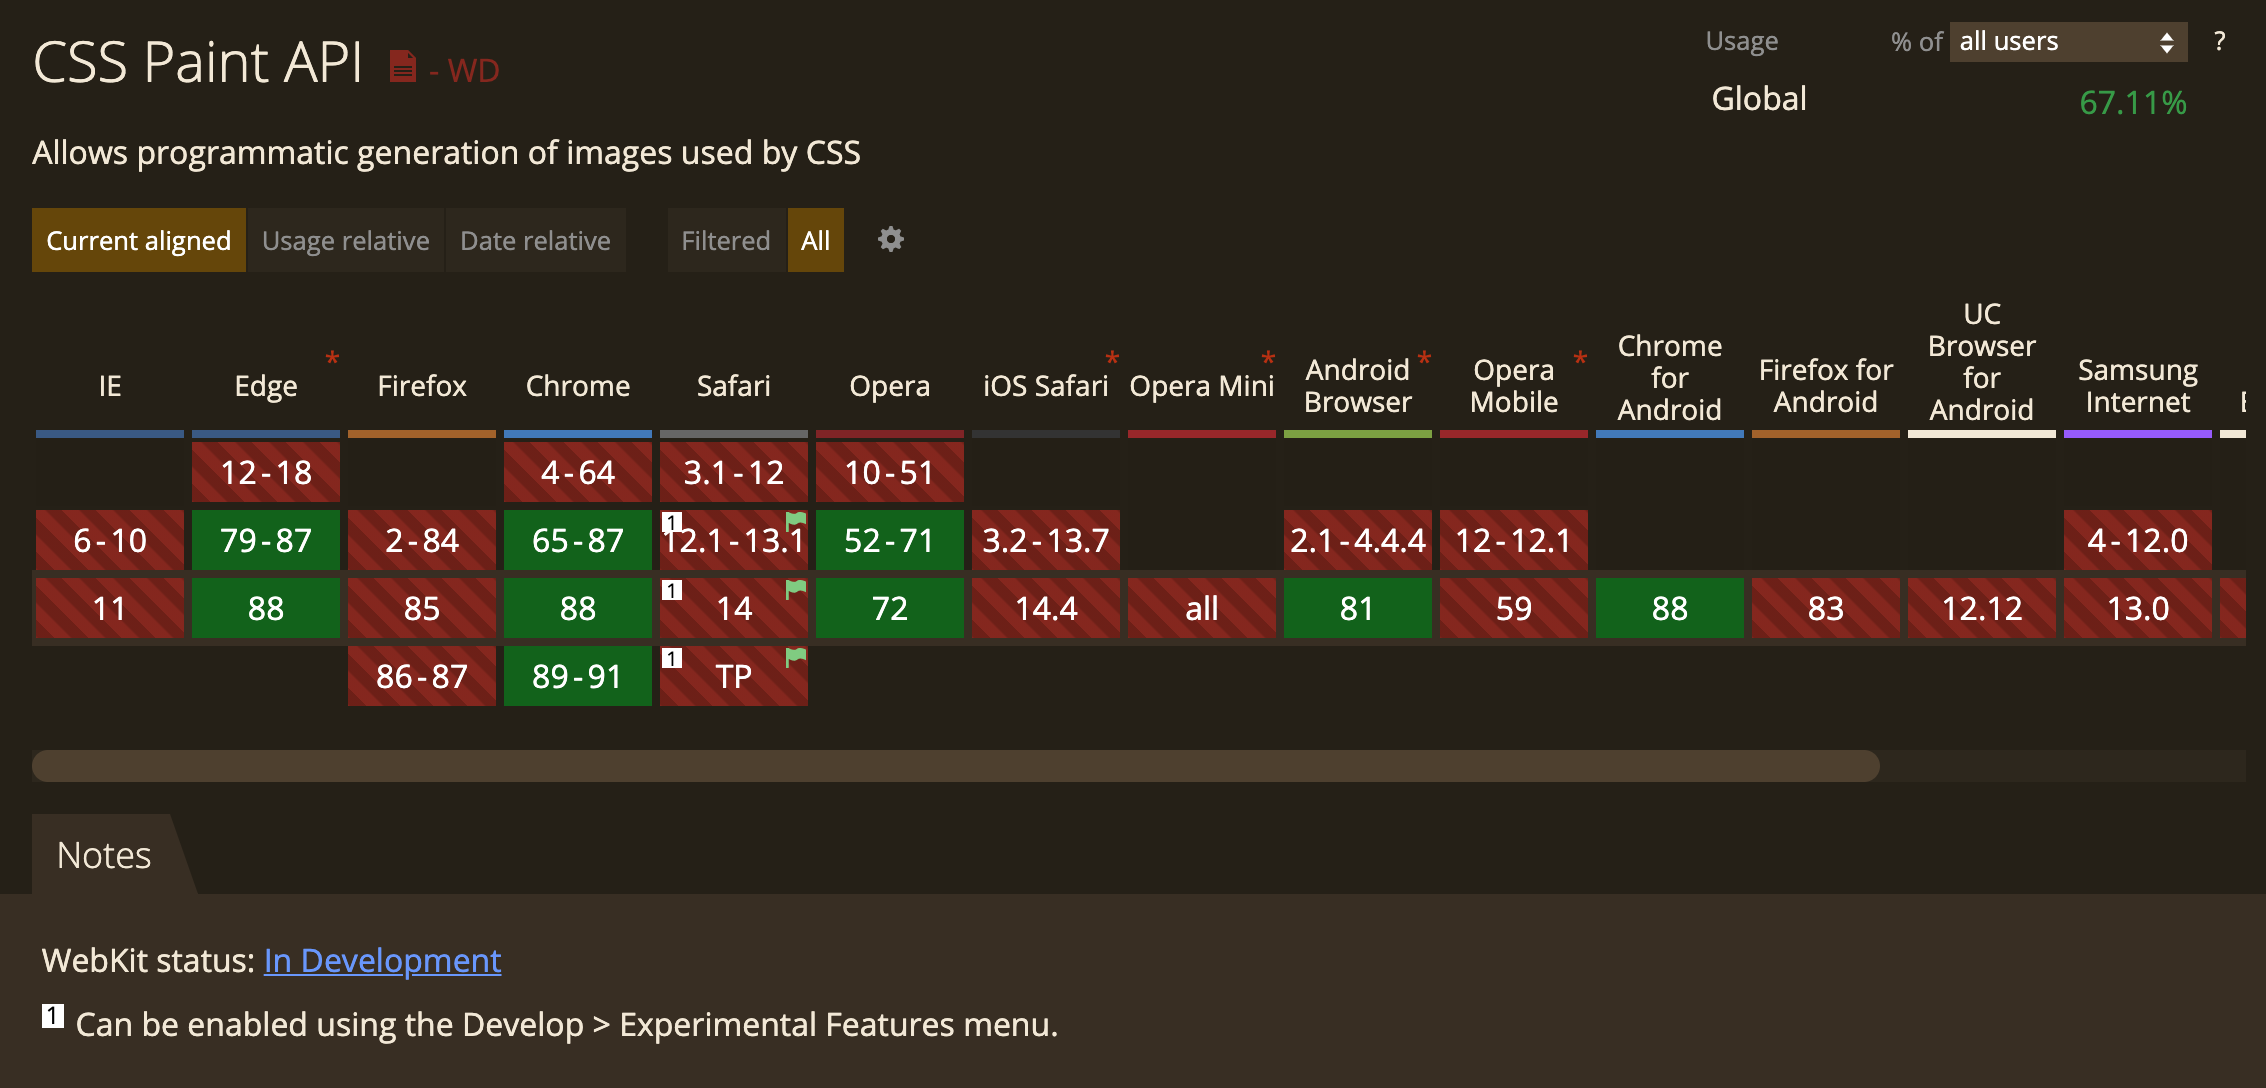 CSS Paint API - WD
Usage % of all users ?
Global 67.11%
Allows programmatic generation of images used by CSS
Current aligned Usage relative Date relative Filtered All
IE Edge * Firefox Chrome Safari Opera iOS Safari * Opera Mini * Android Browser * Opera Mobile * Chrome for Android Firefox for Android UC Browser for Android Samsung Internet
12-18 4-64 3.1-12 10-51
6-10 79-87 2-84 65-87 1 12.1-13.1 52-71 3.2-13.7 2.1-4.4.4 12-12.1 4-12.0
11 88 85 88 1 14 72 14.4 all 81 59 88 83 12.12 13.0
86-87 89-91 1 TP
Notes
WebKit status: In Development
1 Can be enabled using the Develop > Experimental Features menu.